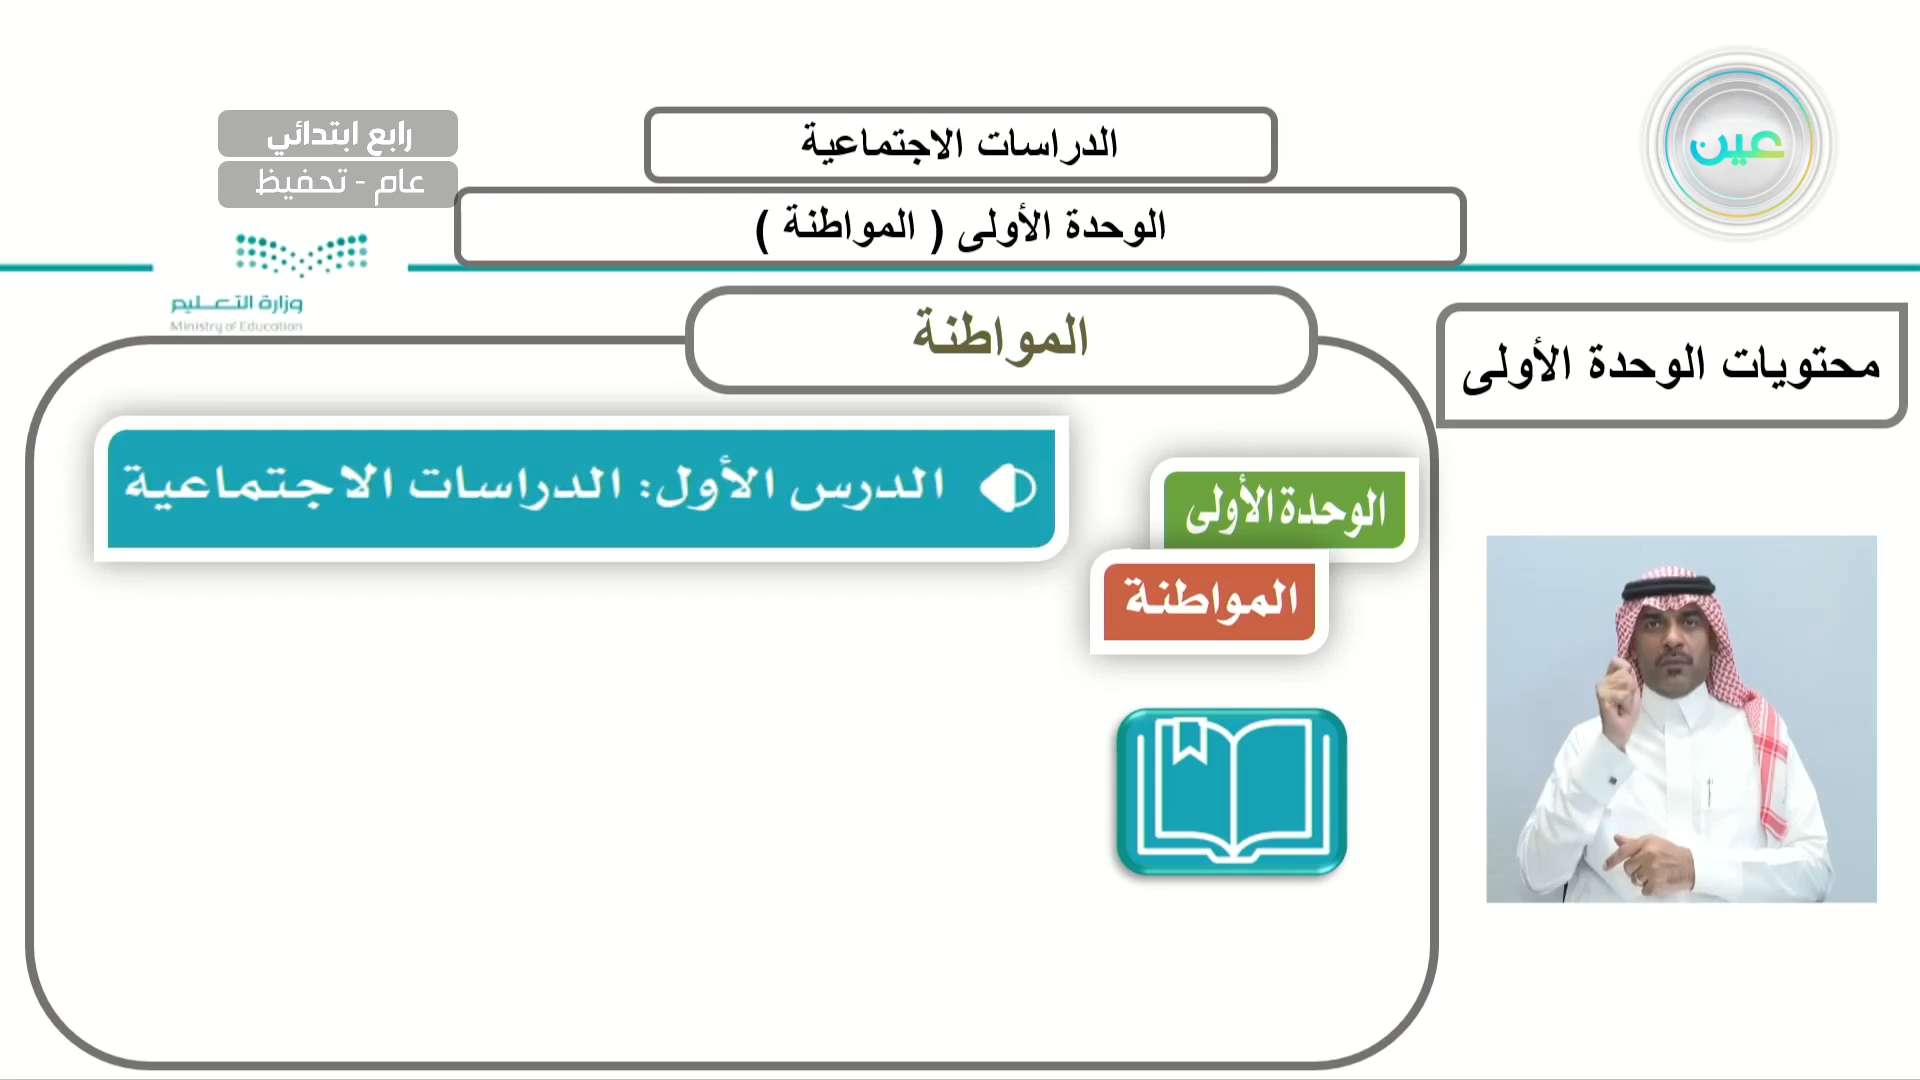 عين
الدراسات الاجتماعية
رابع ابتدائي
عام - تحفيظ
الوحدة الأولى ( المواطنة )
وزارة التعليم
Ministry of Education
المواطنة
محتويات الوحدة الأولى
الوحدة الأولى
المواطنة
الدرس الأول: الدراسات الاجتماعية